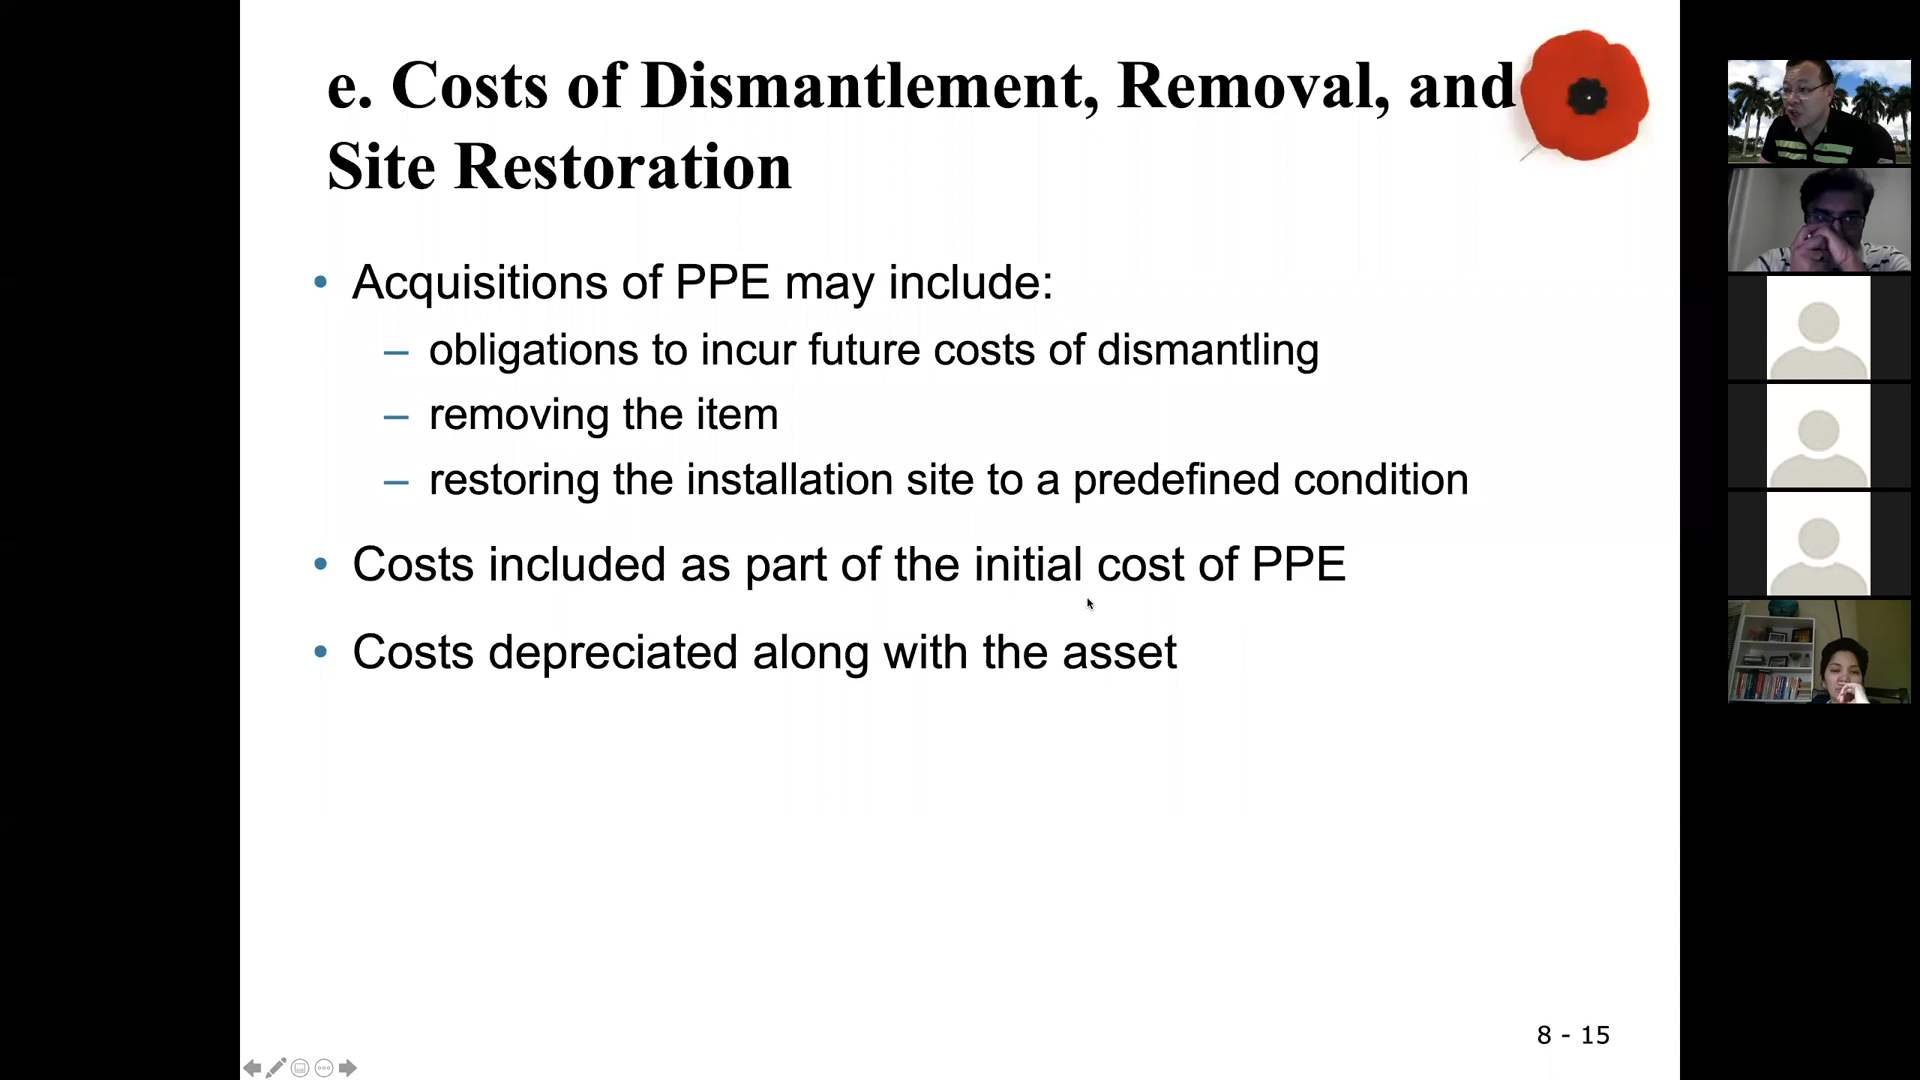 e. Costs of Dismantlement, Removal, and
Site Restoration
• Acquisitions of PPE may include:
– obligations to incur future costs of dismantling
– removing the item
– restoring the installation site to a predefined condition
• Costs included as part of the initial cost of PPE
• Costs depreciated along with the asset
8 - 15